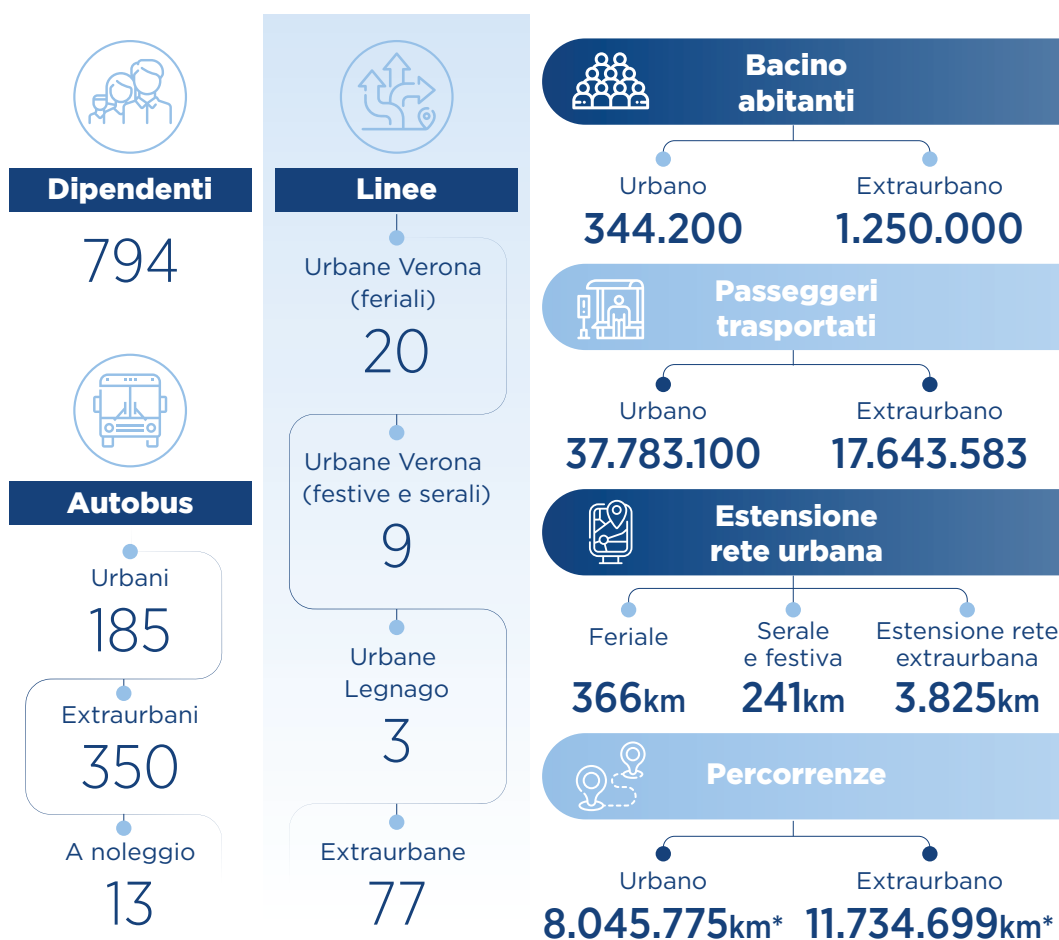 Dipendenti
794
Autobus
Urbani
185
Extraurbani
350
A noleggio
13
Linee
Urbane Verona
(feriali)
20
Urbane Verona
(festive e serali)
9
Urbane
Legnago
3
Extraurbane
77
Bacino
abitanti
Urbano
344.200
Extraurbano
1.250.000
Passeggeri
trasportati
Urbano
37.783.100
Extraurbano
17.643.583
Estensione
rete urbana
Feriale
366km
Serale
e festiva
241km
Estensione rete
extraurbana
3.825km
Percorrenze
Urbano
8.045.775km*
Extraurbano
11.734.699km*